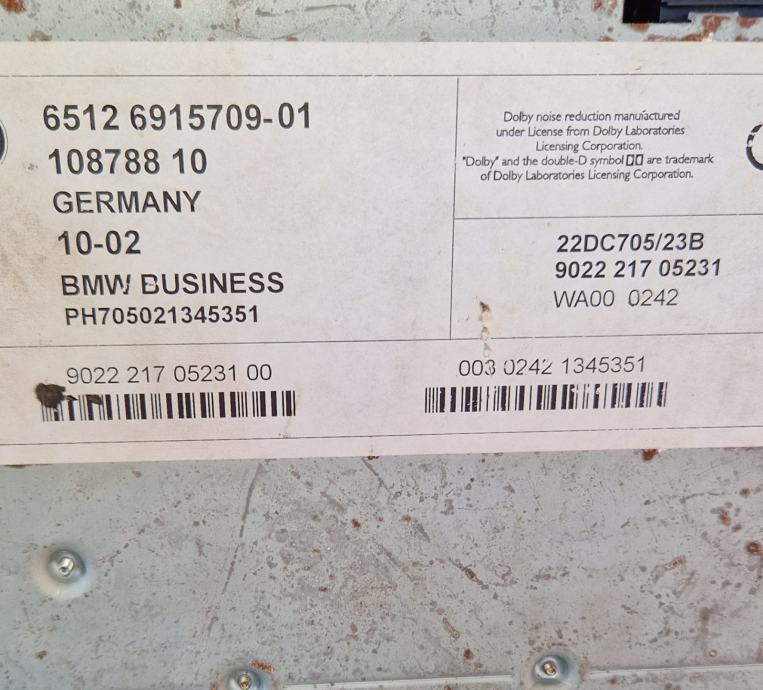 6512 6915709-01
108788 10
GERMANY
10-02
BMW BUSINESS
PH705021345351
Dolby noise reduction manufactured
under License from Dolby Laboratories
Licensing Corporation.
"Dolby" and the double-D symbol are trademark
of Dolby Laboratories Licensing Corporation.
22DC705/23B
9022 217 05231
WA00 0242
9022 217 05231 00
003 0242 1345351